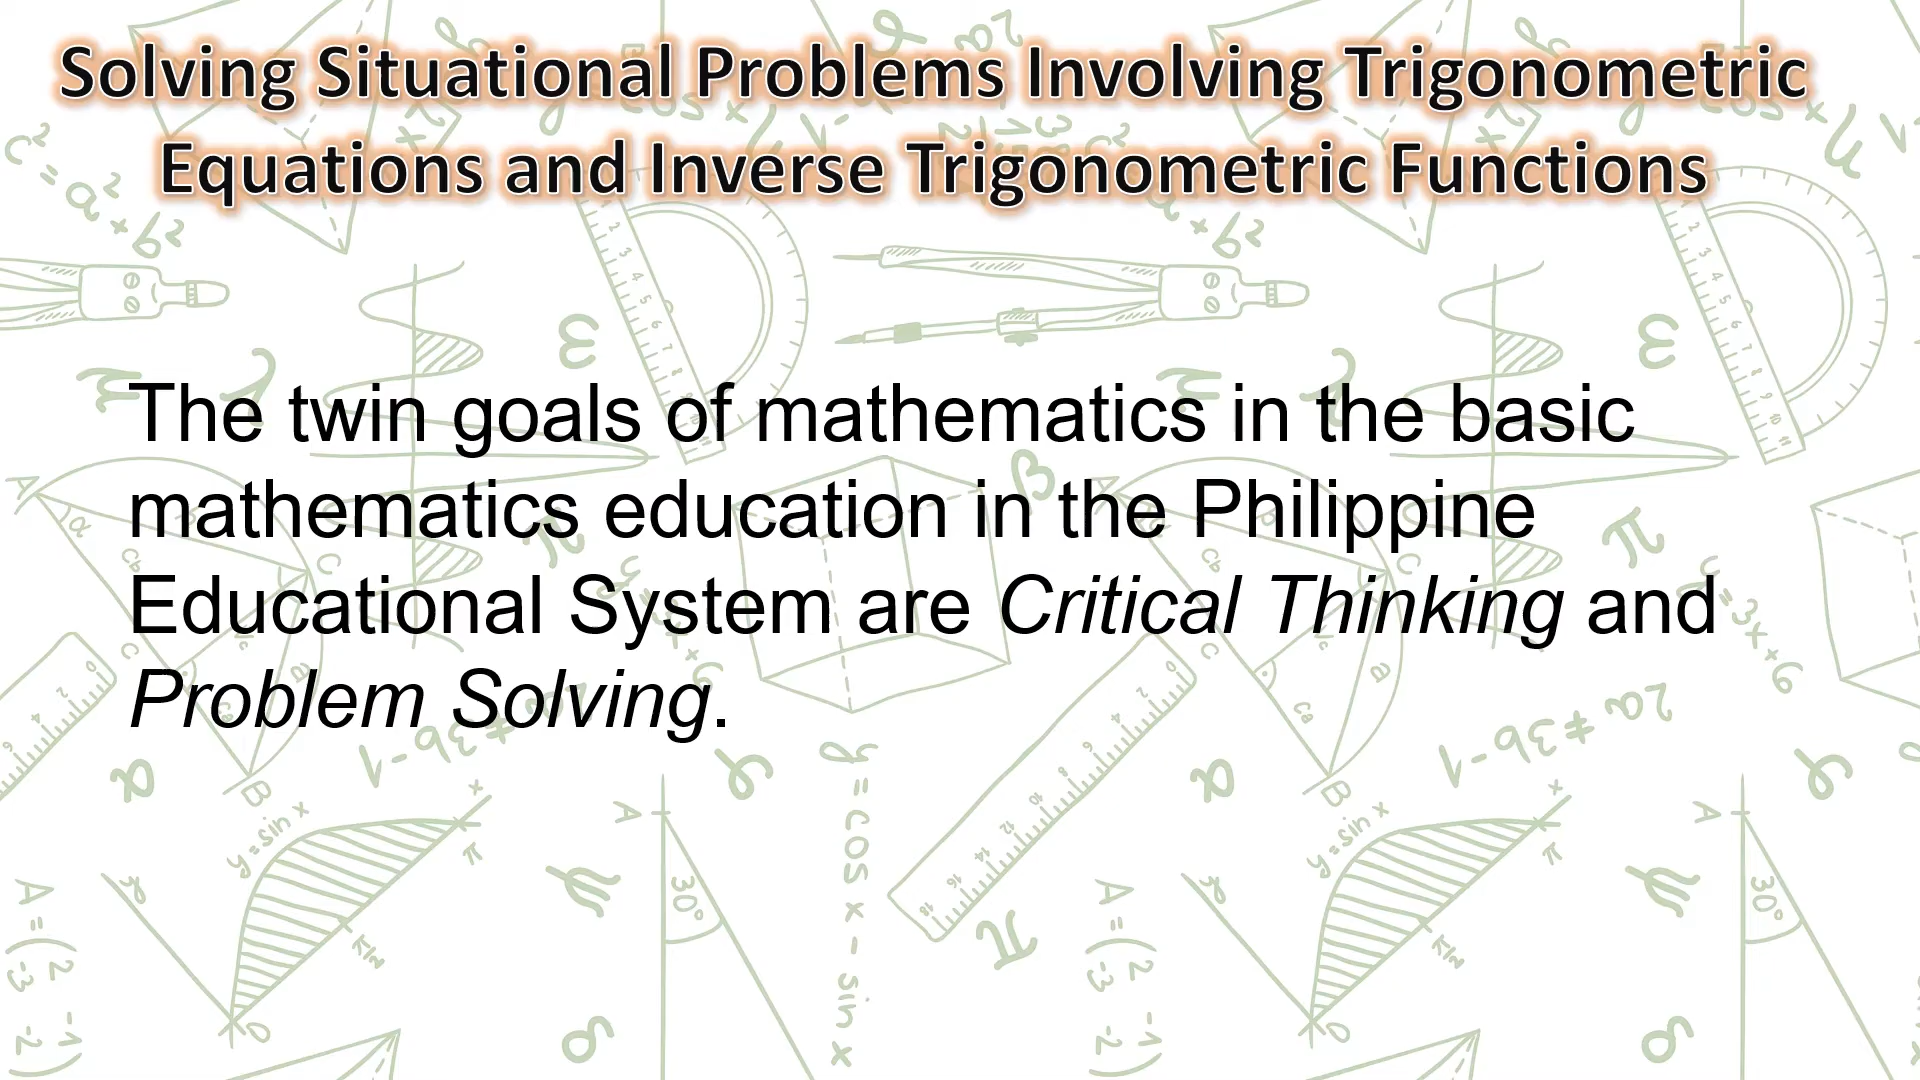 Solving Situational Problems Involving Trigonometric
Equations and Inverse Trigonometric Functions
The twin goals of mathematics in the basic
mathematics education in the Philippine
Educational System are Critical Thinking and
Problem Solving.